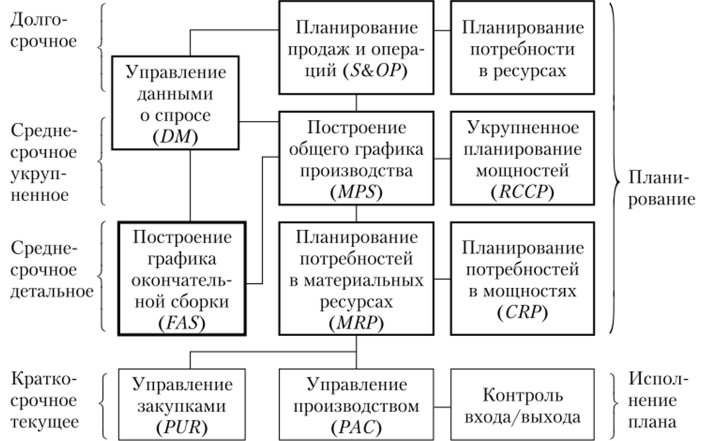 Долго-
срочное
Планирование
продаж и опера-
ций (S&OP)
Планирование
потребности
в ресурсах
Управление
данными
о спросе
(DM)
Средне-
срочное
укруп-
ненное
Построение
общего графика
производства
(MPS)
Укрупненное
планирование
мощностей
(RCCP)
Плани-
рование
Средне-
срочное
детальное
Построение
графика
окончатель-
ной сборки
(FAS)
Планирование
потребностей
в материальных
ресурсах
(MRP)
Планирование
потребностей
в мощностях
(CRP)
Кратко-
срочное
текущее
Управление
закупками
(PUR)
Управление
производством
(PAC)
Контроль
входа/выхода
Испол-
нение
плана